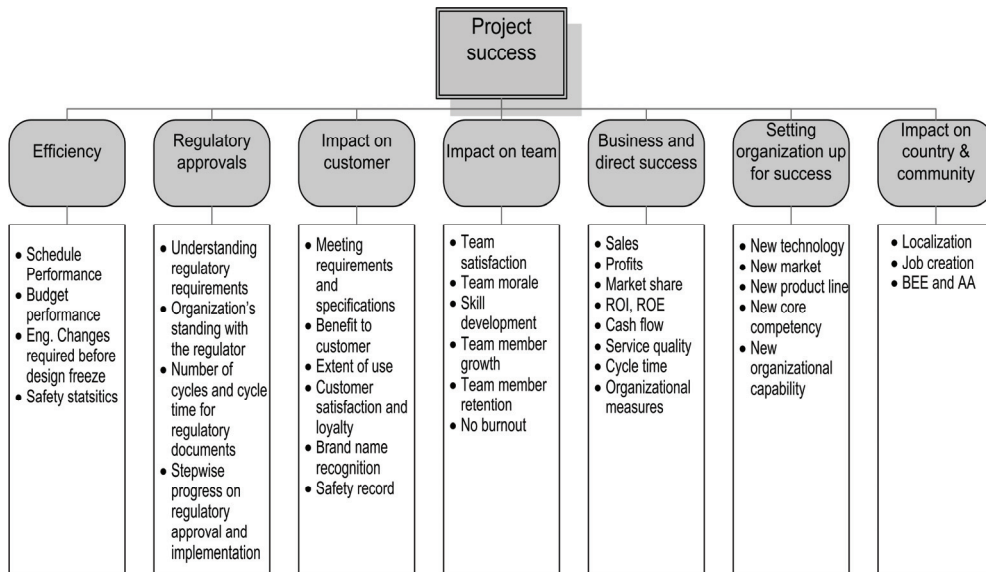 Project
success
Efficiency
Regulatory
approvals
Impact on
customer
Impact on team
Business and
direct success
Setting
organization up
for success
Impact on
country &
community
• Schedule
Performance
• Budget
performance
• Eng. Changes
required before
design freeze
• Safety statsitics
• Understanding
regulatory
requirements
• Organization’s
standing with
the regulator
• Number of
cycles and cycle
time for
regulatory
documents
• Stepwise
progress on
regulatory
approval and
implementation
• Meeting
requirements
and
specifications
• Benefit to
customer
• Extent of use
• Customer
satisfaction and
loyalty
• Brand name
recognition
• Safety record
• Team
satisfaction
• Team morale
• Skill
development
• Team member
growth
• Team member
retention
• No burnout
• Sales
• Profits
• Market share
• ROI, ROE
• Cash flow
• Service quality
• Cycle time
• Organizational
measures
• New technology
• New market
• New product line
• New core
competency
• New
organizational
capability
• Localization
• Job creation
• BEE and AA